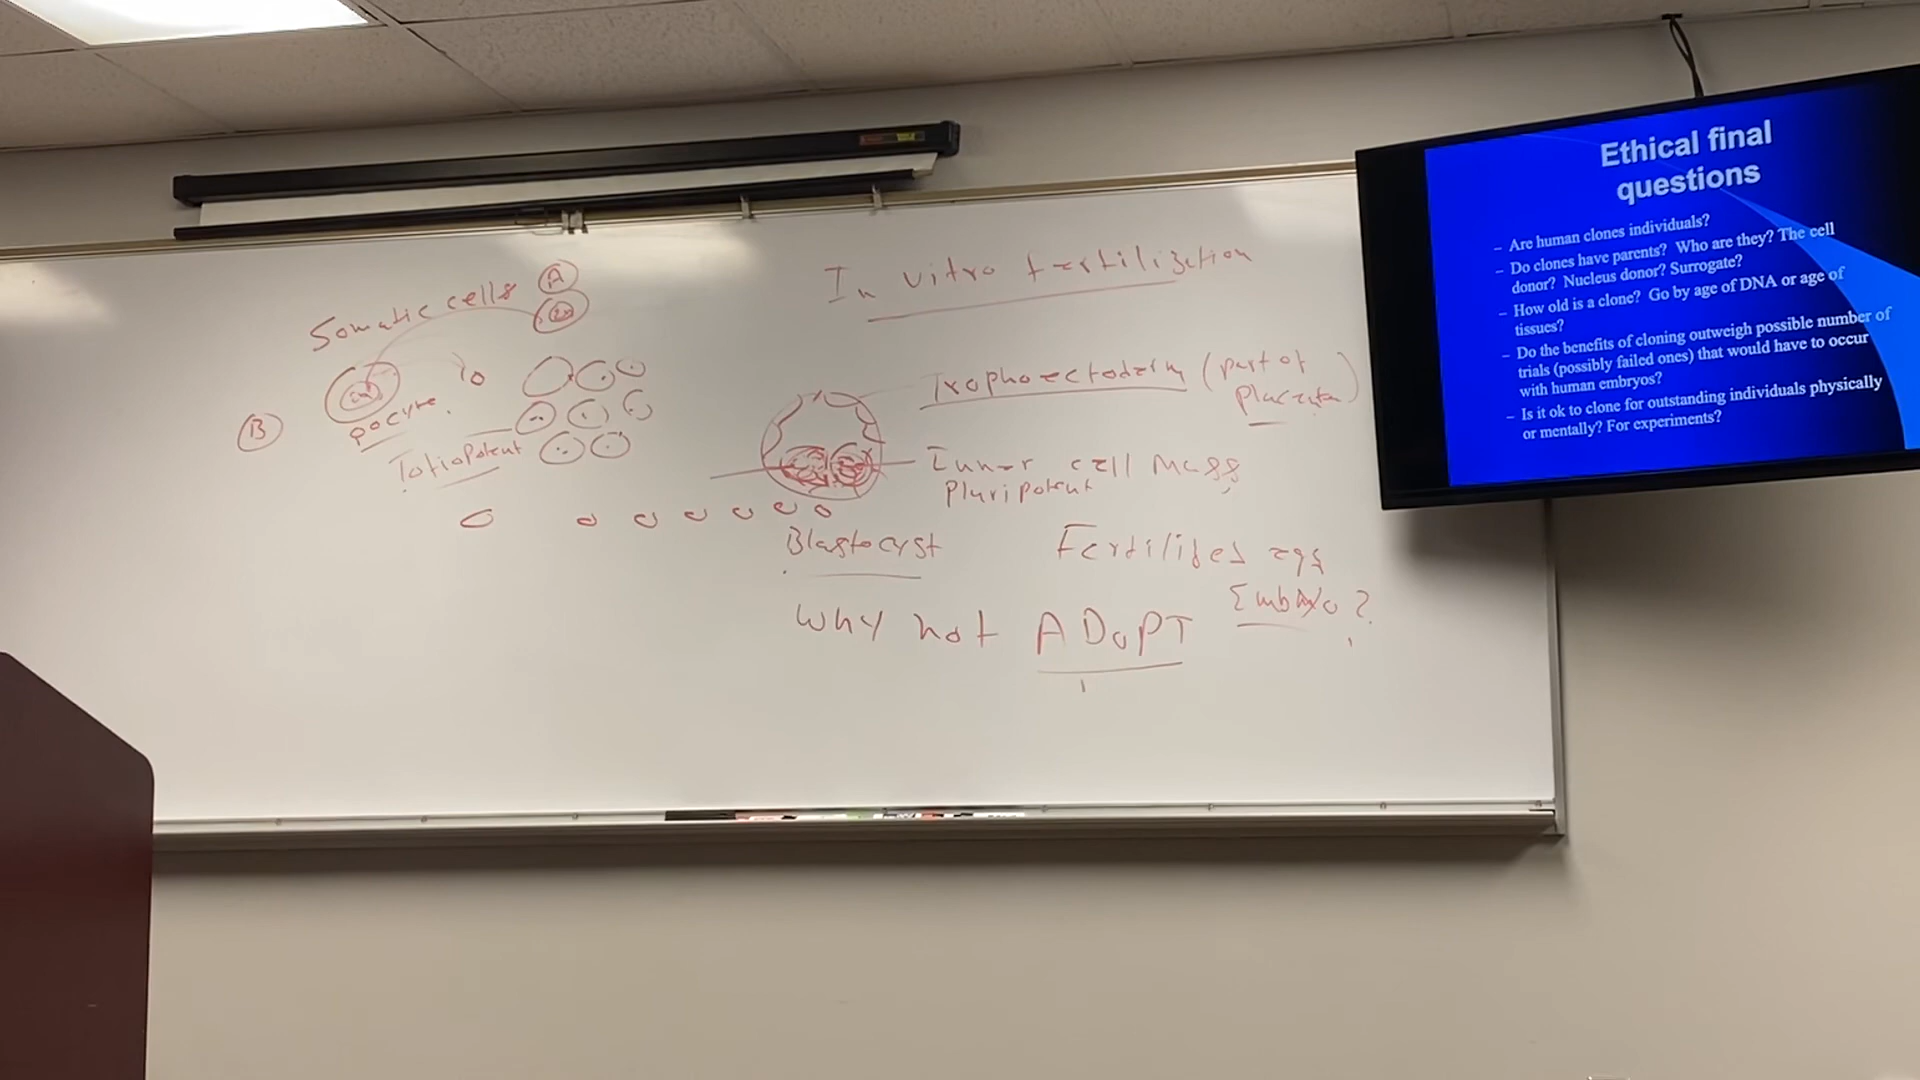 Somatic cells A
2n
2n
B
oocyte
Totiopotent
In vitro fertilization
Trophoectoderm (part of
placenta)
Inner cell mass
Pluripotent
Blastocyst
Fertilized egg
Embryo?
Why not ADOPT
Ethical final
questions
– Are human clones individuals?
– Do clones have parents? Who are they? The cell
donor? Nucleus donor? Surrogate?
– How old is a clone? Go by age of DNA or age of
tissues?
– Do the benefits of cloning outweigh possible number of
trials (possibly failed ones) that would have to occur
with human embryos?
– Is it ok to clone for outstanding individuals physically
or mentally? For experiments?